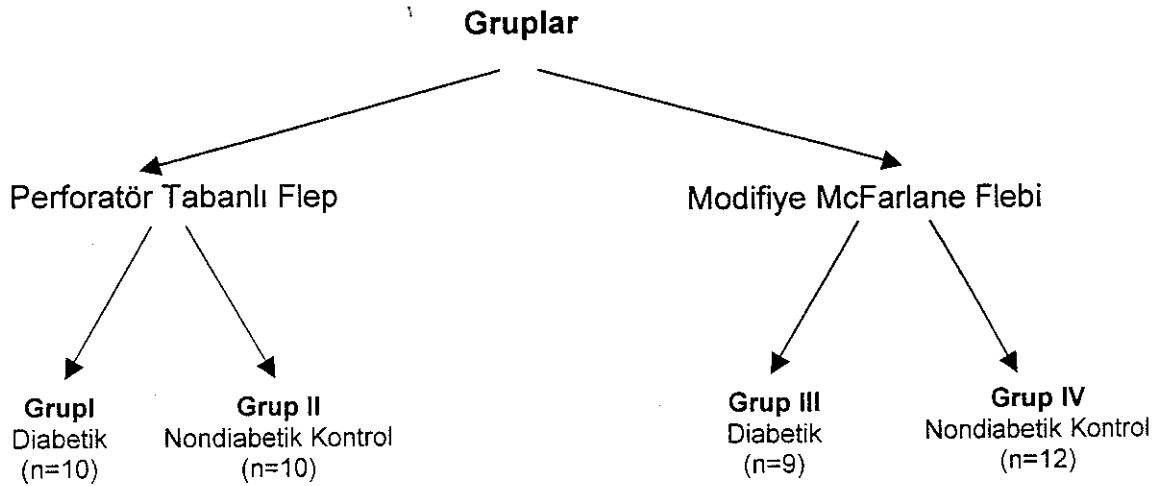 Gruplar
Perforatör Tabanlı Flep
Modifiye McFarlane Flebi
GrupI
Diabetik
(n=10)
Grup II
Nondiabetik Kontrol
(n=10)
Grup III
Diabetik
(n=9)
Grup IV
Nondiabetik Kontrol
(n=12)